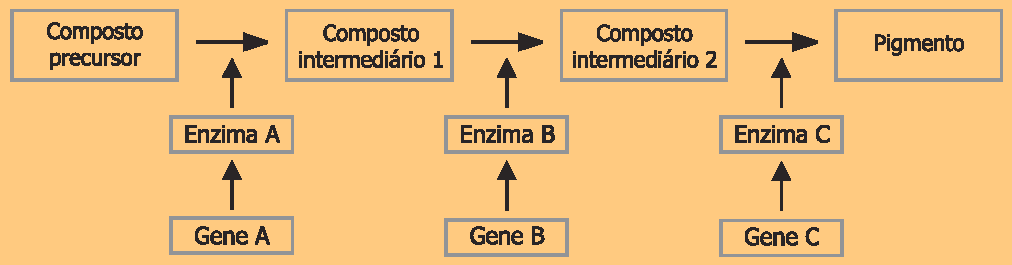 Composto
precursor
Composto
intermediário 1
Composto
intermediário 2
Pigmento
Enzima A
Enzima B
Enzima C
Gene A
Gene B
Gene C